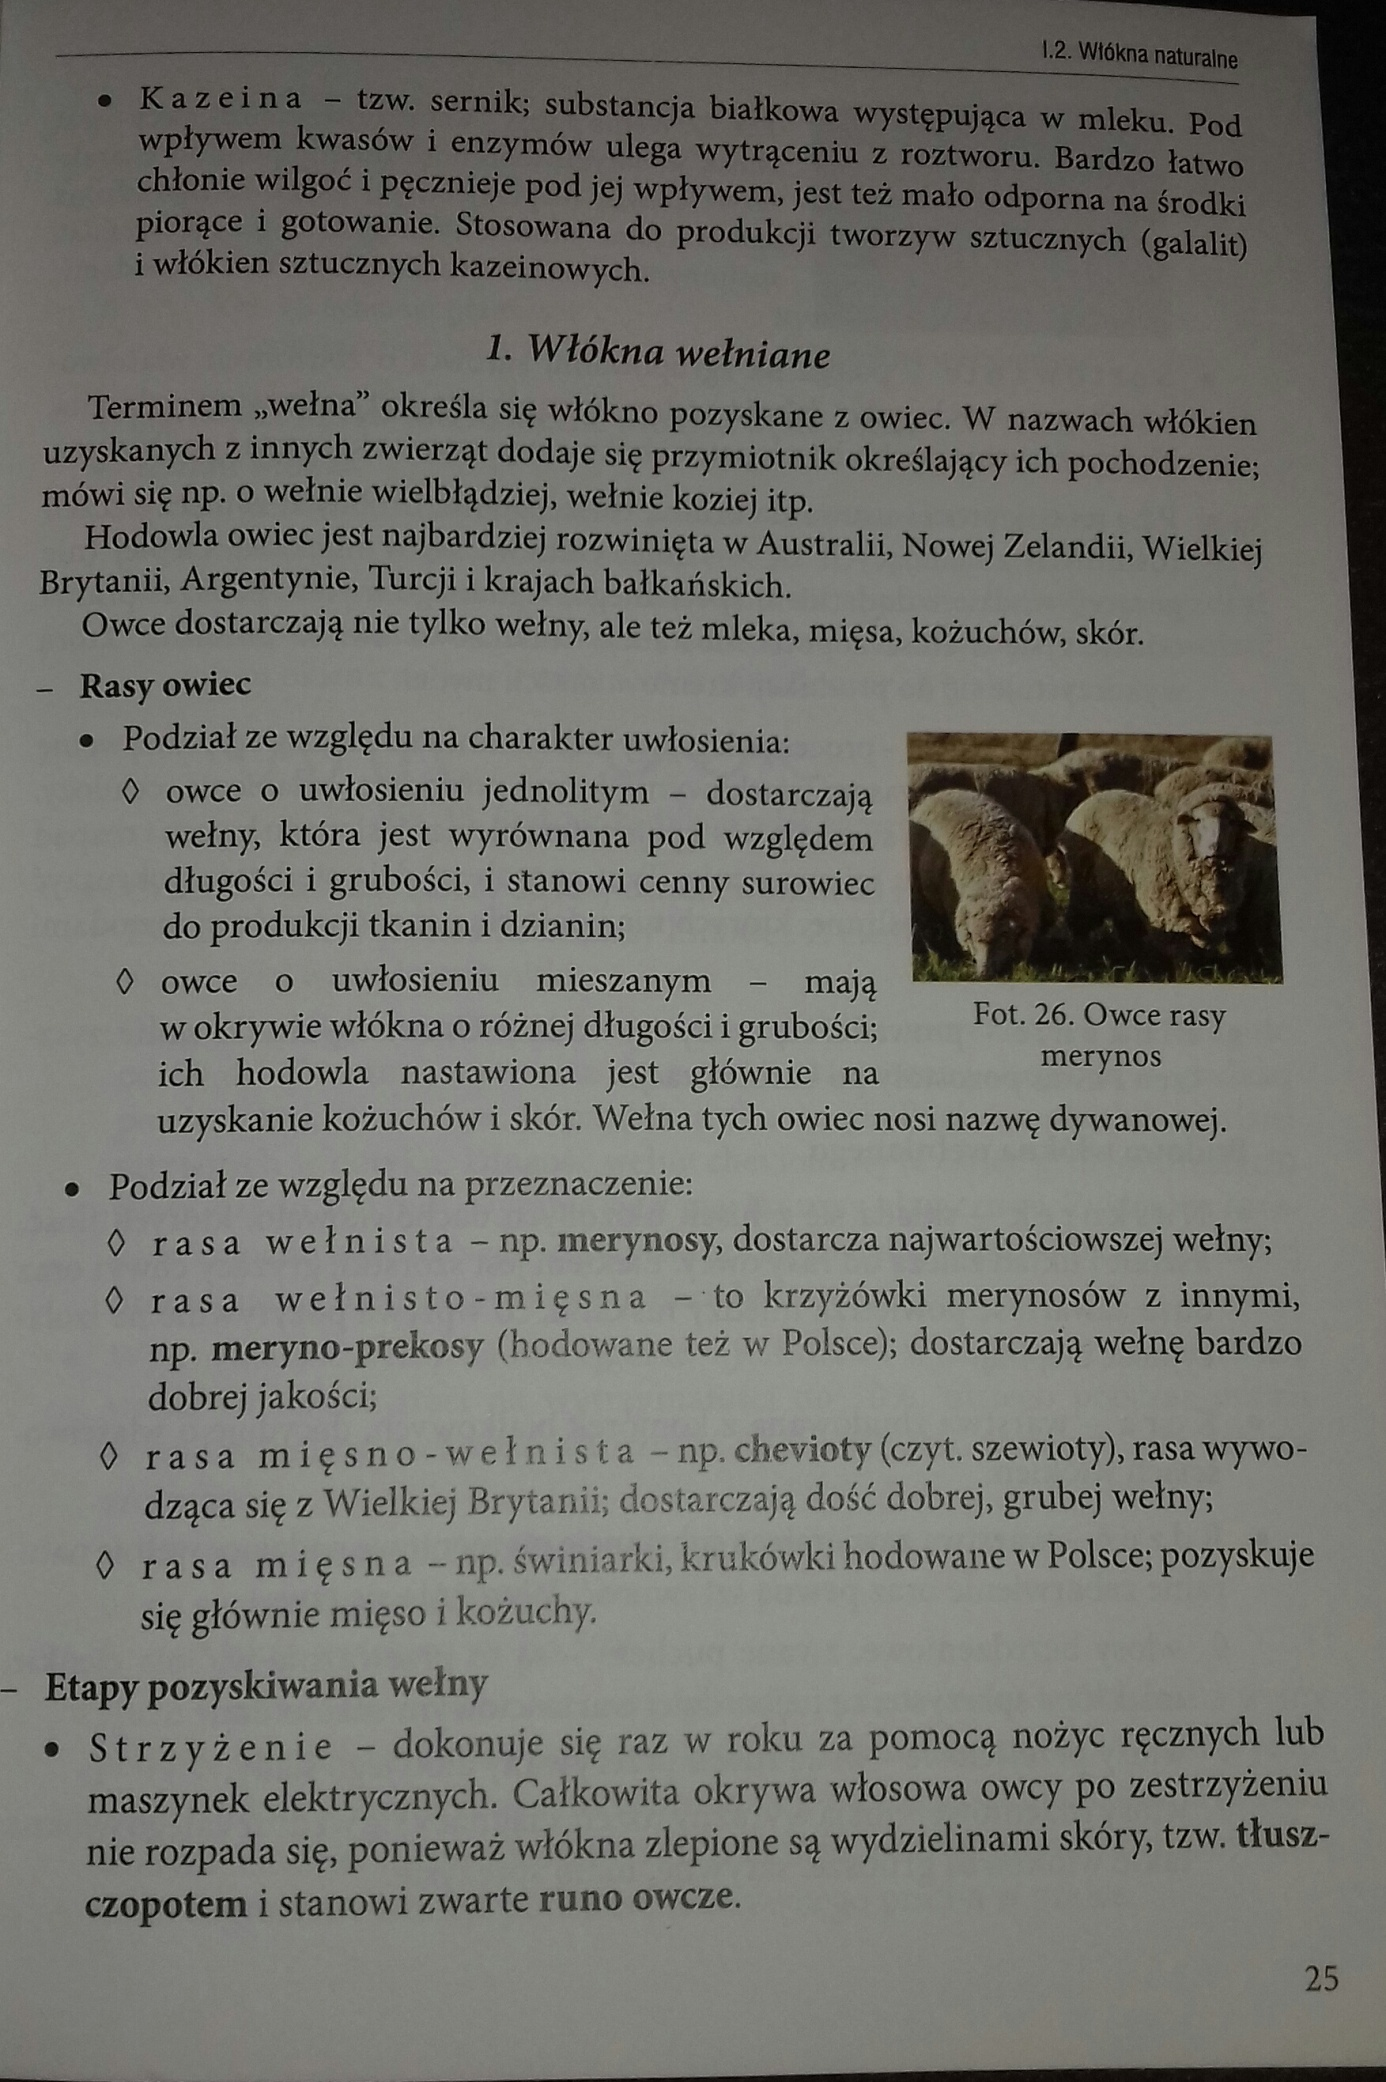 I.2. Włókna naturalne
• Kazeina – tzw. sernik; substancja białkowa występująca w mleku. Pod
wpływem kwasów i enzymów ulega wytrąceniu z roztworu. Bardzo łatwo
chłonie wilgoć i pęcznieje pod jej wpływem, jest też mało odporna na środki
piorące i gotowanie. Stosowana do produkcji tworzyw sztucznych (galalit)
i włókien sztucznych kazeinowych.
1. Włókna wełniane
Terminem „wełna” określa się włókno pozyskane z owiec. W nazwach włókien
uzyskanych z innych zwierząt dodaje się przymiotnik określający ich pochodzenie;
mówi się np. o wełnie wielbłądziej, wełnie koziej itp.
Hodowla owiec jest najbardziej rozwinięta w Australii, Nowej Zelandii, Wielkiej
Brytanii, Argentynie, Turcji i krajach bałkańskich.
Owce dostarczają nie tylko wełny, ale też mleka, mięsa, kożuchów, skór.
– Rasy owiec
• Podział ze względu na charakter uwłosienia:
◊ owce o uwłosieniu jednolitym – dostarczają
wełny, która jest wyrównana pod względem
długości i grubości, i stanowi cenny surowiec
do produkcji tkanin i dzianin;
◊ owce o uwłosieniu mieszanym – mają
w okrywie włókna o różnej długości i grubości;
ich hodowla nastawiona jest głównie na
uzyskanie kożuchów i skór. Wełna tych owiec nosi nazwę dywanowej.
Fot. 26. Owce rasy
merynos
• Podział ze względu na przeznaczenie:
◊ rasa wełnista – np. merynosy, dostarcza najwartościowszej wełny;
◊ rasa wełnisto-mięsna – to krzyżówki merynosów z innymi,
np. meryno-prekosy (hodowane też w Polsce); dostarczają wełnę bardzo
dobrej jakości;
◊ rasa mięsno-wełnista – np. chevioty (czyt. szewioty), rasa wywo-
dząca się z Wielkiej Brytanii; dostarczają dość dobrej, grubej wełny;
◊ rasa mięsna – np. świniarki, krukówki hodowane w Polsce; pozyskuje
się głównie mięso i kożuchy.
– Etapy pozyskiwania wełny
• Strzyżenie – dokonuje się raz w roku za pomocą nożyc ręcznych lub
maszynek elektrycznych. Całkowita okrywa włosowa owcy po zestrzyżeniu
nie rozpada się, ponieważ włókna zlepione są wydzielinami skóry, tzw. tłusz-
czopotem i stanowi zwarte runo owcze.
25